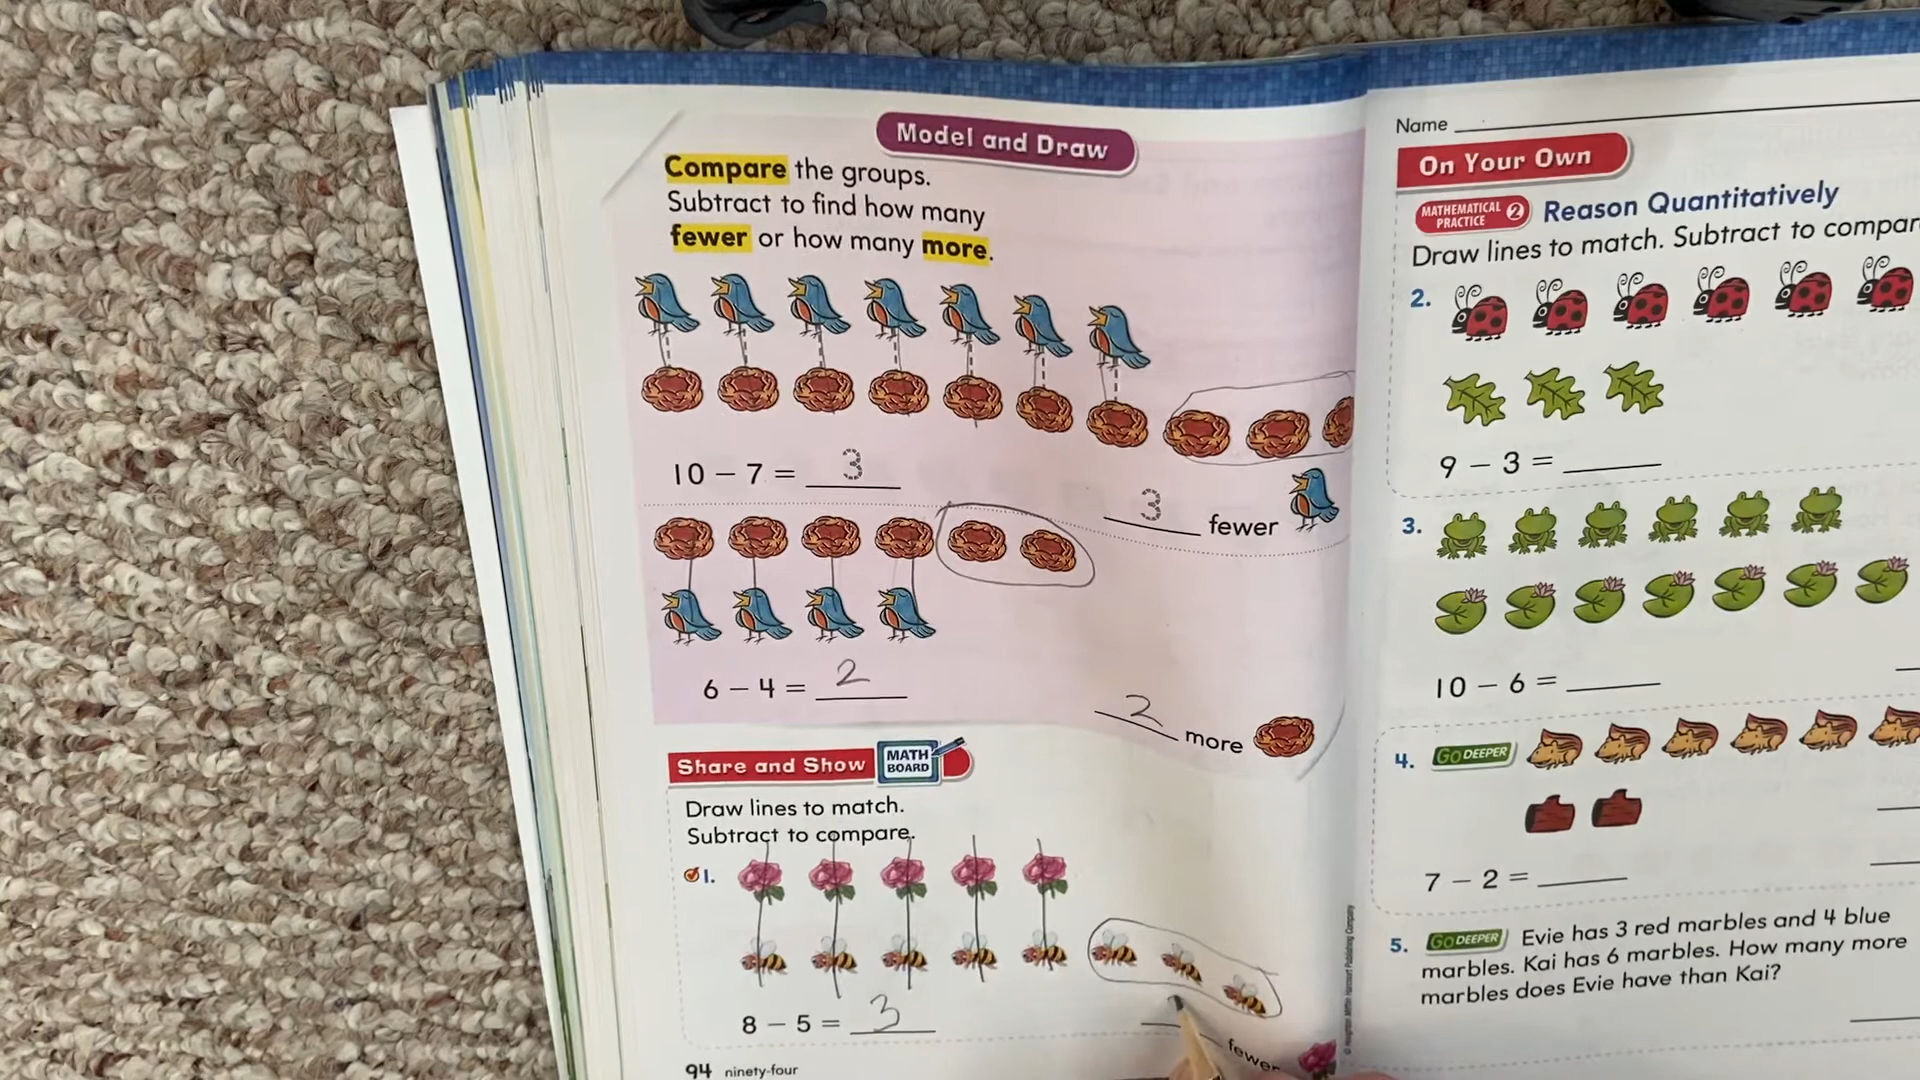 Model and Draw
Compare the groups.
Subtract to find how many
fewer or how many more.
10 – 7 = 3
3 fewer
6 – 4 = 2
2 more
Share and Show MATH BOARD
Draw lines to match.
Subtract to compare.
1.
8 – 5 = 3
fewer
94 ninety-four
© Houghton Mifflin Harcourt Publishing Company
Name
On Your Own
MATHEMATICAL PRACTICE 2 Reason Quantitatively
Draw lines to match. Subtract to compar
2.
9 – 3 =
3.
10 – 6 =
4. Go DEEPER
7 – 2 =
5. Go DEEPER Evie has 3 red marbles and 4 blue
marbles. Kai has 6 marbles. How many more
marbles does Evie have than Kai?